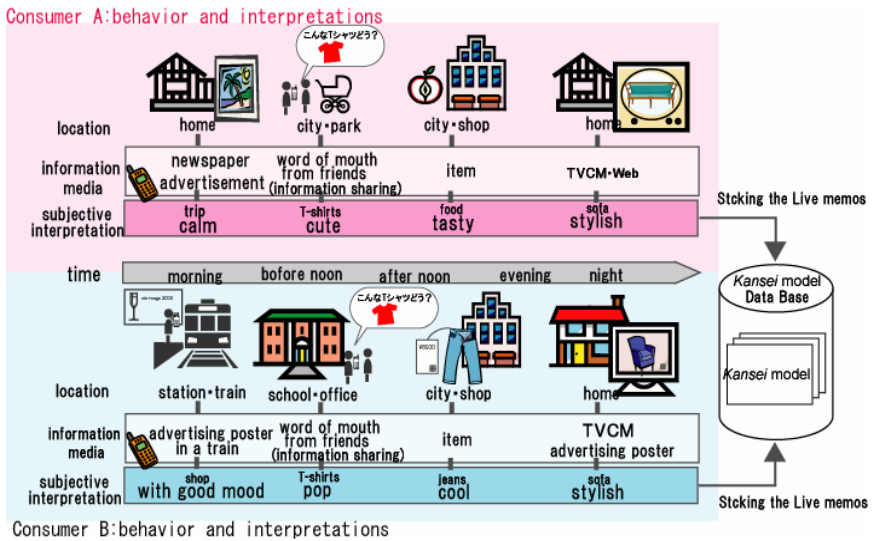 Consumer A:behavior and interpretations
こんなTシャツどう?
location
home
city・park
city・shop
home
information
media
newspaper
advertisement
word of mouth
from friends
(information sharing)
item
TVCM・Web
subjective
interpretation
trip
calm
T-shirts
cute
food
tasty
sofa
stylish
Stcking the Live memos
time
morning
bofore noon
after noon
evening
night
Kansei model
Data Base
Kansei model
こんなTシャツどう?
¥8900
location
station・train
school・office
city・shop
home
information
media
advertising poster
in a train
word of mouth
from friends
(information sharing)
item
TVCM
advertising poster
subjective
interpretation
shop
with good mood
T-shirts
pop
jeans
cool
sofa
stylish
Stcking the Live memos
Consumer B:behavior and interpretations